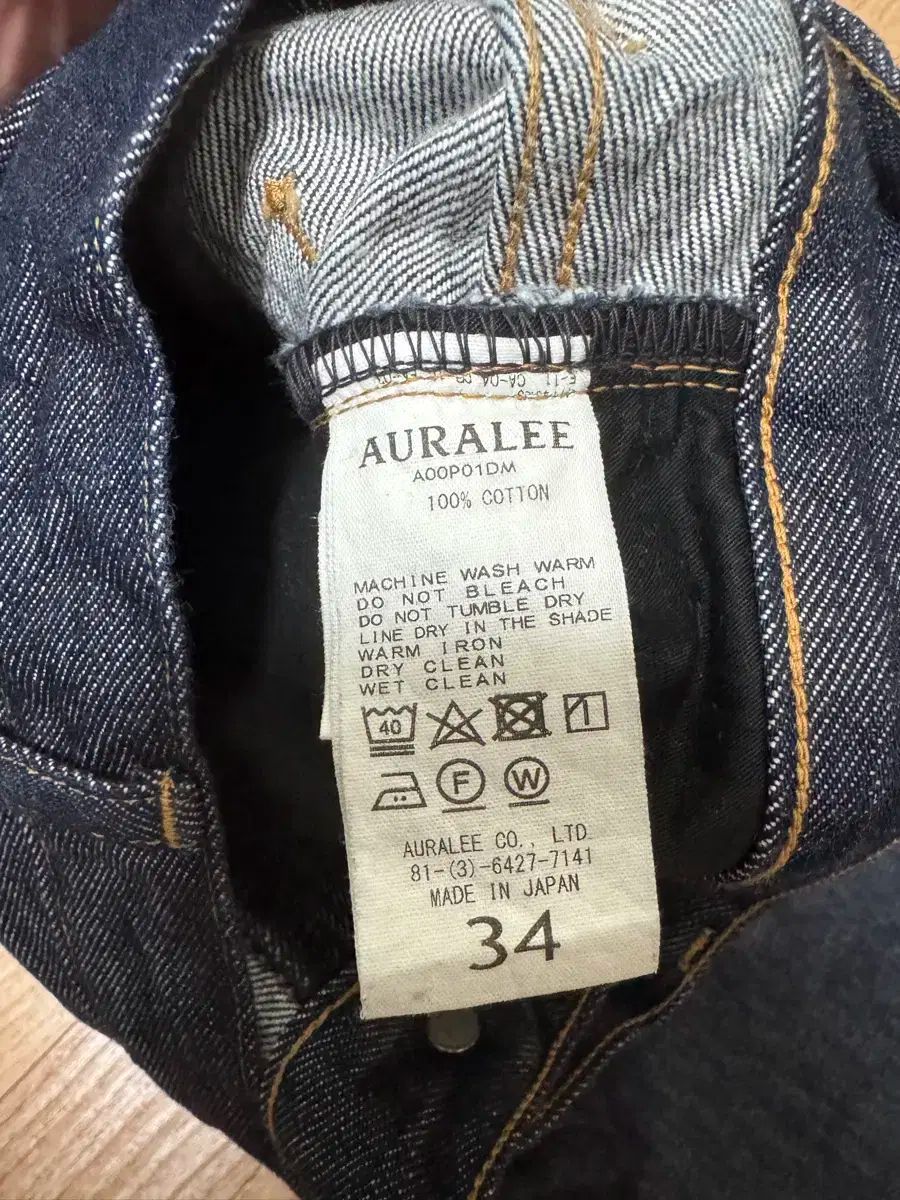 AURALEE
A00P01DM
100% COTTON
MACHINE WASH WARM
DO NOT BLEACH
DO NOT TUMBLE DRY
LINE DRY IN THE SHADE
WARM IRON
DRY CLEAN
WET CLEAN
40
F W
AURALEE CO., LTD.
81-(3)-6427-7141
MADE IN JAPAN
34